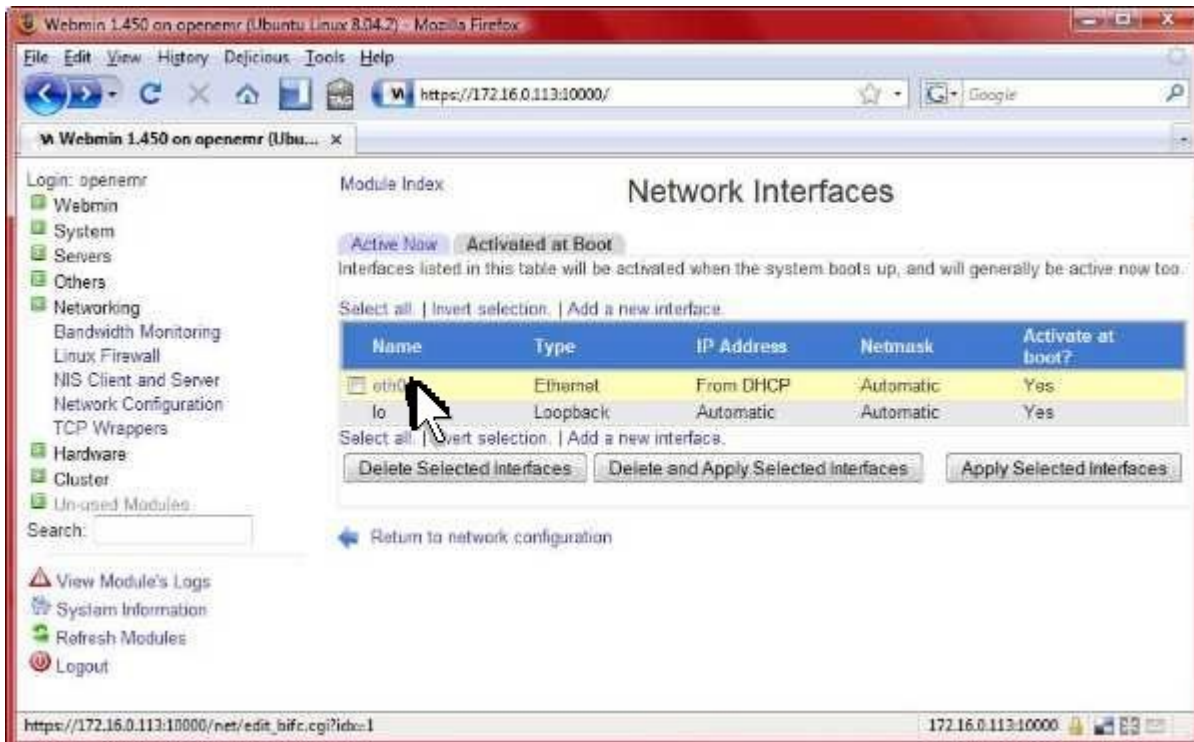 Webmin 1.450 on openemr (Ubuntu Linux 8.04.2) - Mozilla Firefox
File Edit View History Delicious Tools Help
https://172.16.0.113:10000/
Google
Webmin 1.450 on openemr (Ubu...
Login: openemr
Webmin
System
Servers
Others
Networking
Bandwidth Monitoring
Linux Firewall
NIS Client and Server
Network Configuration
TCP Wrappers
Hardware
Cluster
Un-used Modules
Search:
View Module's Logs
System Information
Refresh Modules
Logout
Module Index
Network Interfaces
Active Now Activated at Boot
Interfaces listed in this table will be activated when the system boots up, and will generally be active now too.
Select all. | Invert selection. | Add a new interface.
Name Type IP Address Netmask Activate at boot?
eth0 Ethernet From DHCP Automatic Yes
lo Loopback Automatic Automatic Yes
Select all. | Invert selection. | Add a new interface.
Delete Selected Interfaces Delete and Apply Selected Interfaces Apply Selected Interfaces
Return to network configuration
https://172.16.0.113:10000/net/edit_bifc.cgi?idx=1
172.16.0.113:10000